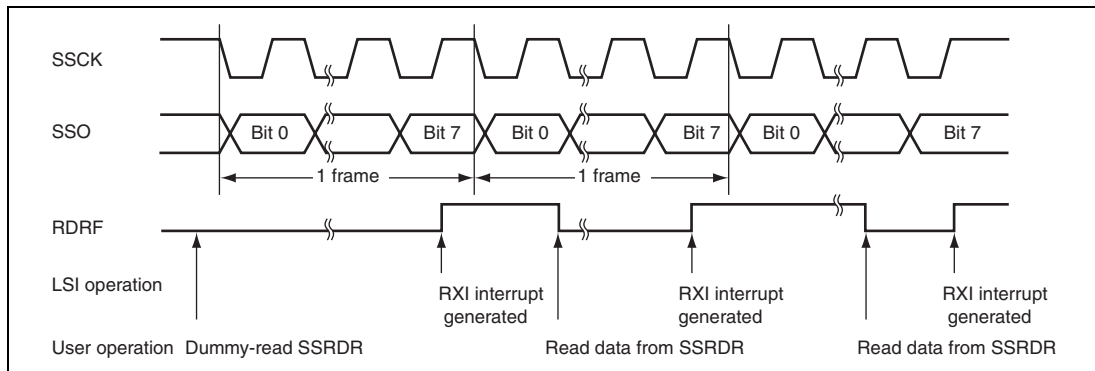 SSCK
SSO
Bit 0
Bit 7
Bit 0
Bit 7
Bit 0
Bit 7
1 frame
1 frame
RDRF
LSI operation
RXI interrupt
generated
RXI interrupt
generated
RXI interrupt
generated
User operation
Dummy-read SSRDR
Read data from SSRDR
Read data from SSRDR